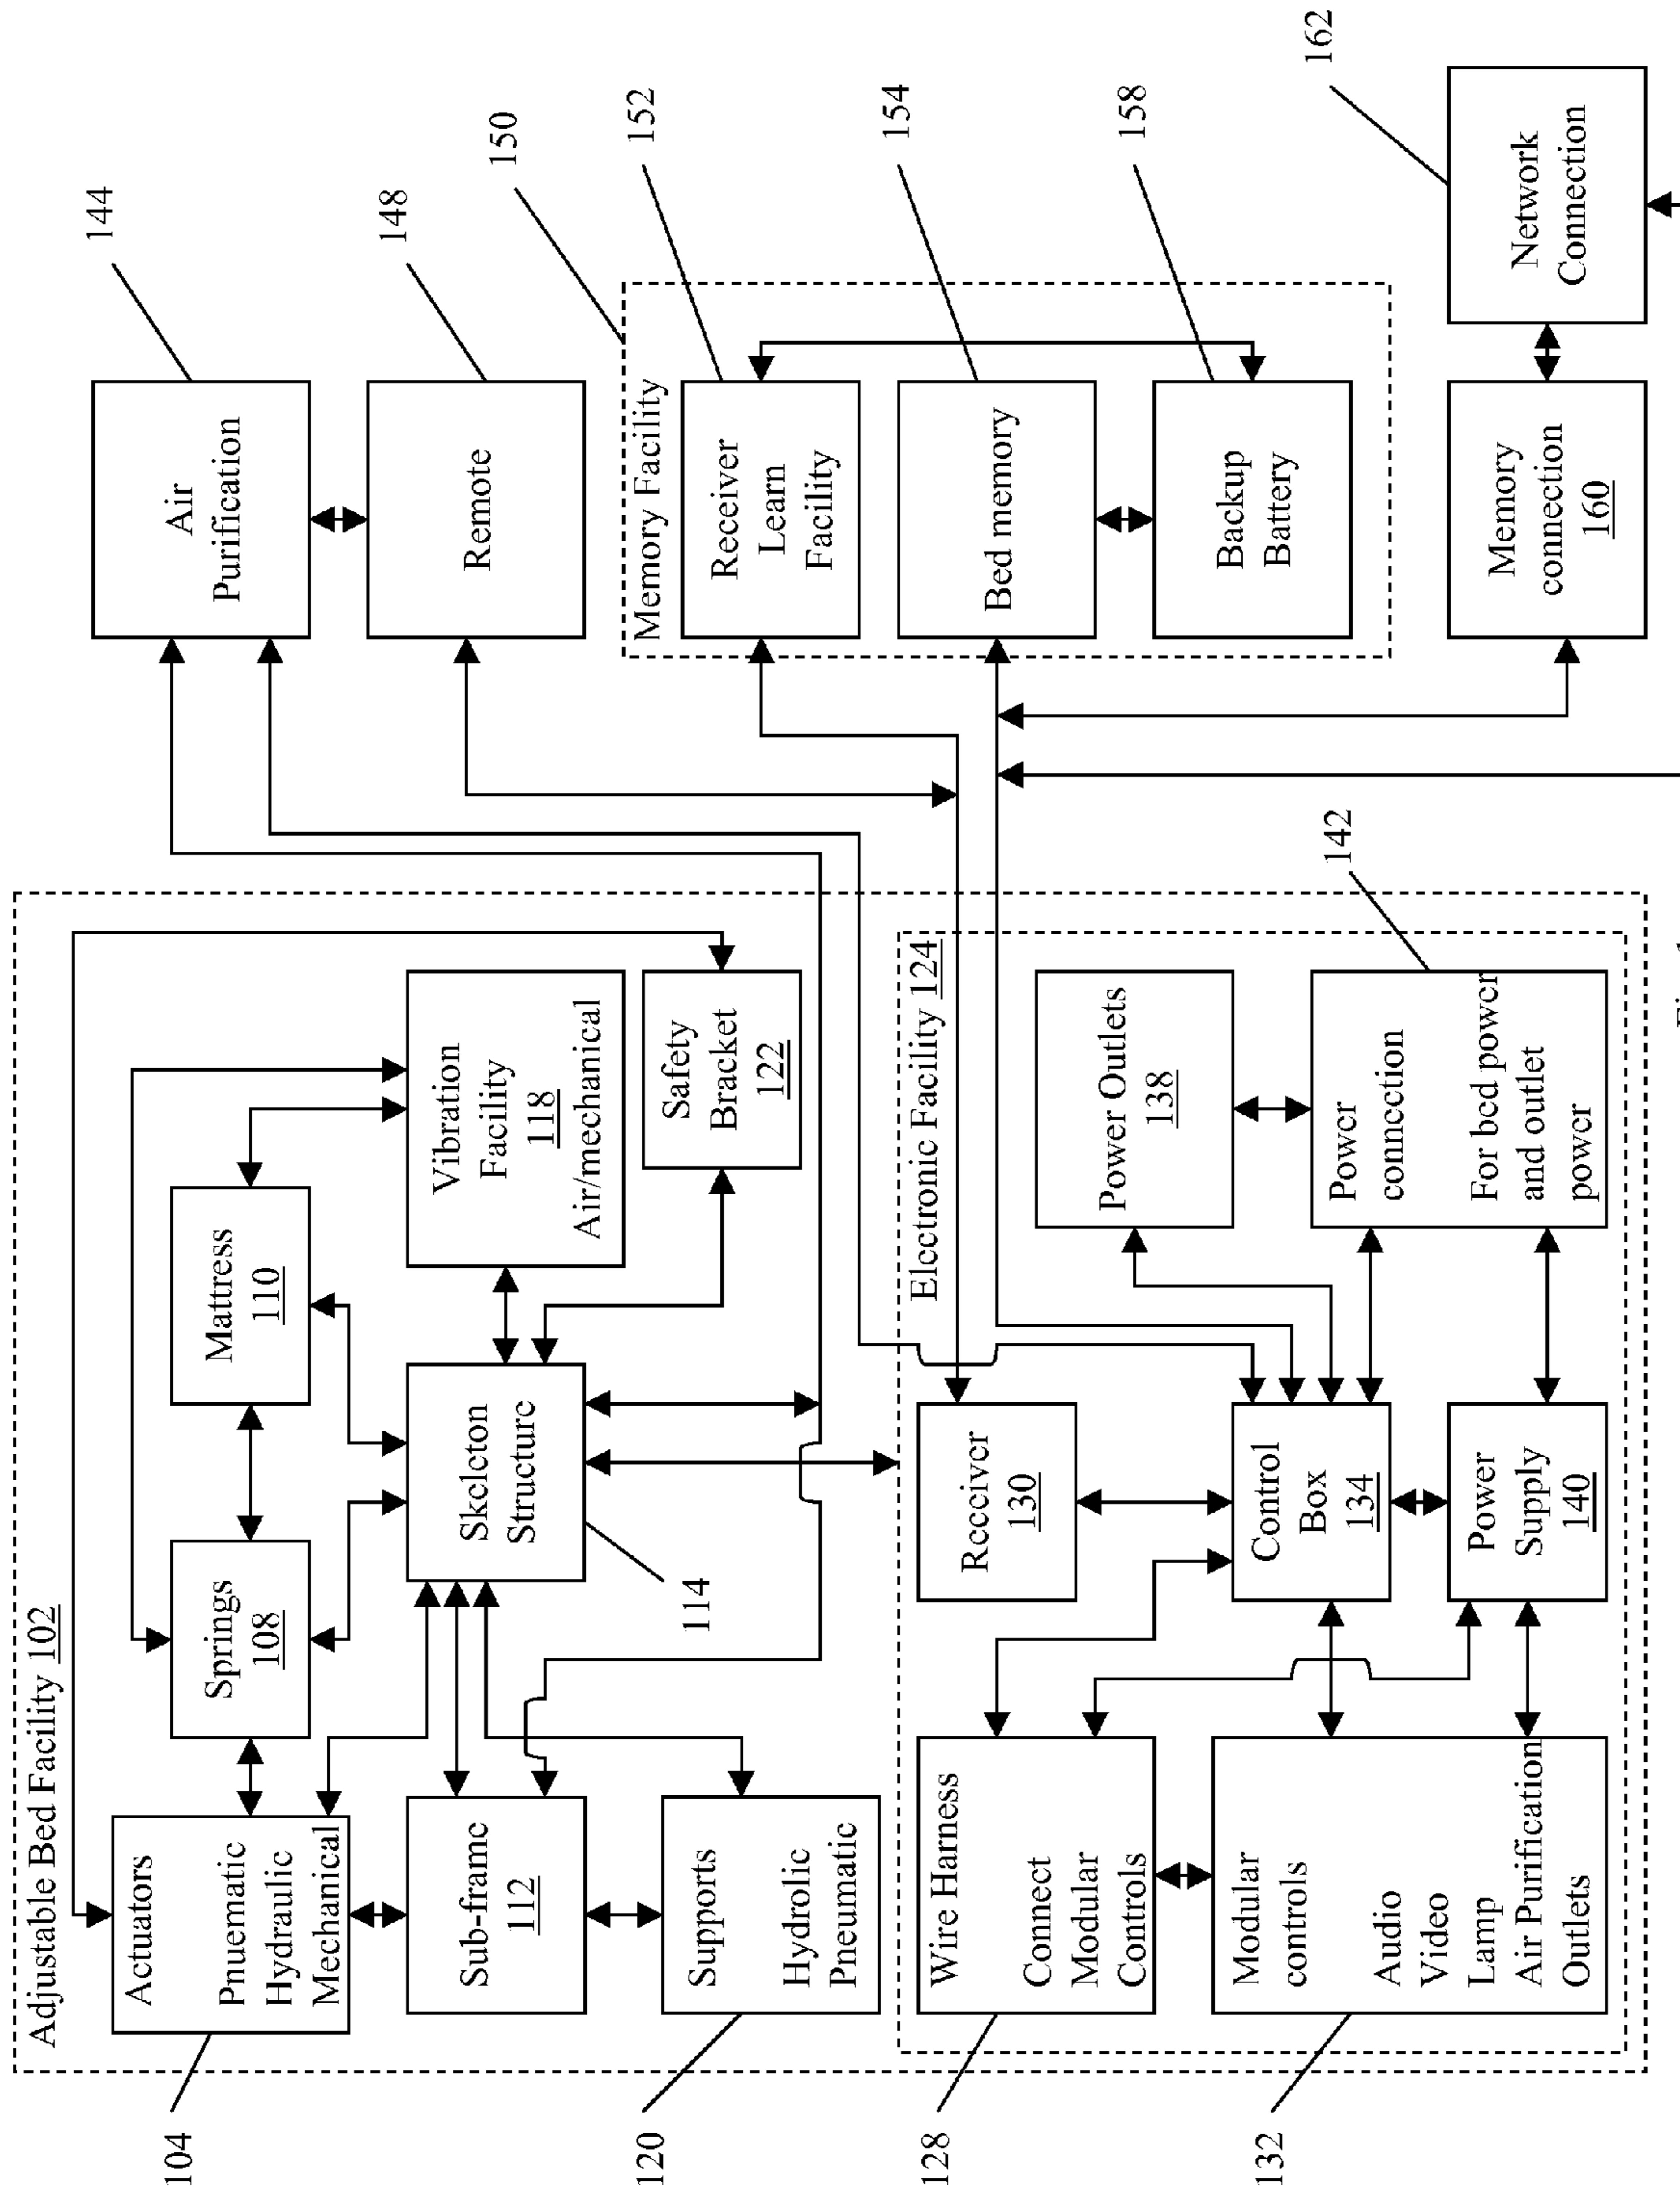 Adjustable Bed Facility 102
104
Actuators
Pnuematic
Hydraulic
Mechanical
Springs
108
Mattress
110
Air
Purification
144
Sub-frame
112
Skeleton
Structure
114
Vibration
Facility
118
Air/mechanical
Remote
148
120
Supports
Hydrolic
Pneumatic
Safety
Bracket
122
Memory Facility
150
Receiver
Learn
Facility
152
Electronic Facility 124
128
Wire Harness
Connect
Modular
Controls
Receiver
130
Power Outlets
138
Bed memory
154
132
Modular
controls
Audio
Video
Lamp
Air Purification
Outlets
Control
Box
134
Power
connection
For bed power
and outlet
power
142
Backup
Battery
158
Power
Supply
140
Memory
connection
160
Network
Connection
162